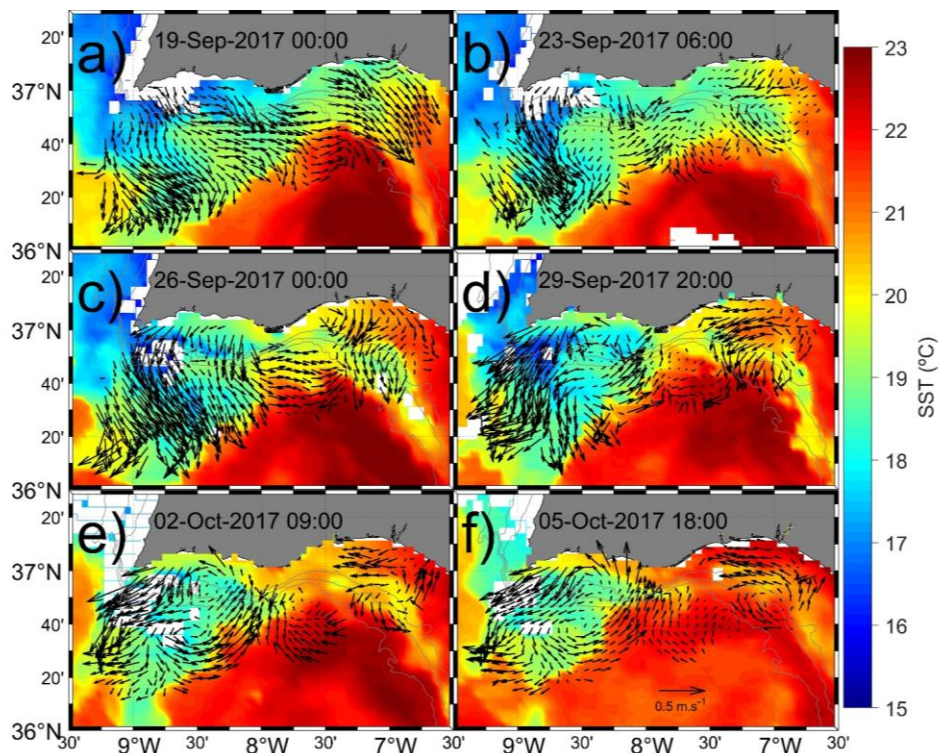 a) 19-Sep-2017 00:00
b) 23-Sep-2017 06:00
c) 26-Sep-2017 00:00
d) 29-Sep-2017 20:00
e) 02-Oct-2017 09:00
f) 05-Oct-2017 18:00
20'
37°N
40'
20'
36°N
20'
37°N
40'
20'
36°N
20'
37°N
40'
20'
36°N
30' 9°W 30' 8°W 30' 7°W 30'
30' 9°W 30' 8°W 30' 7°W 30'
0.5 m.s⁻¹
23
22
21
20
19
18
17
16
15
SST (ºC)